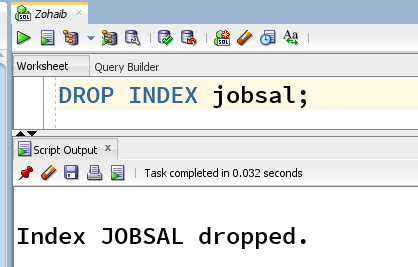 Zohaib
Worksheet Query Builder
DROP INDEX jobsal;
Script Output
Task completed in 0.032 seconds
Index JOBSAL dropped.